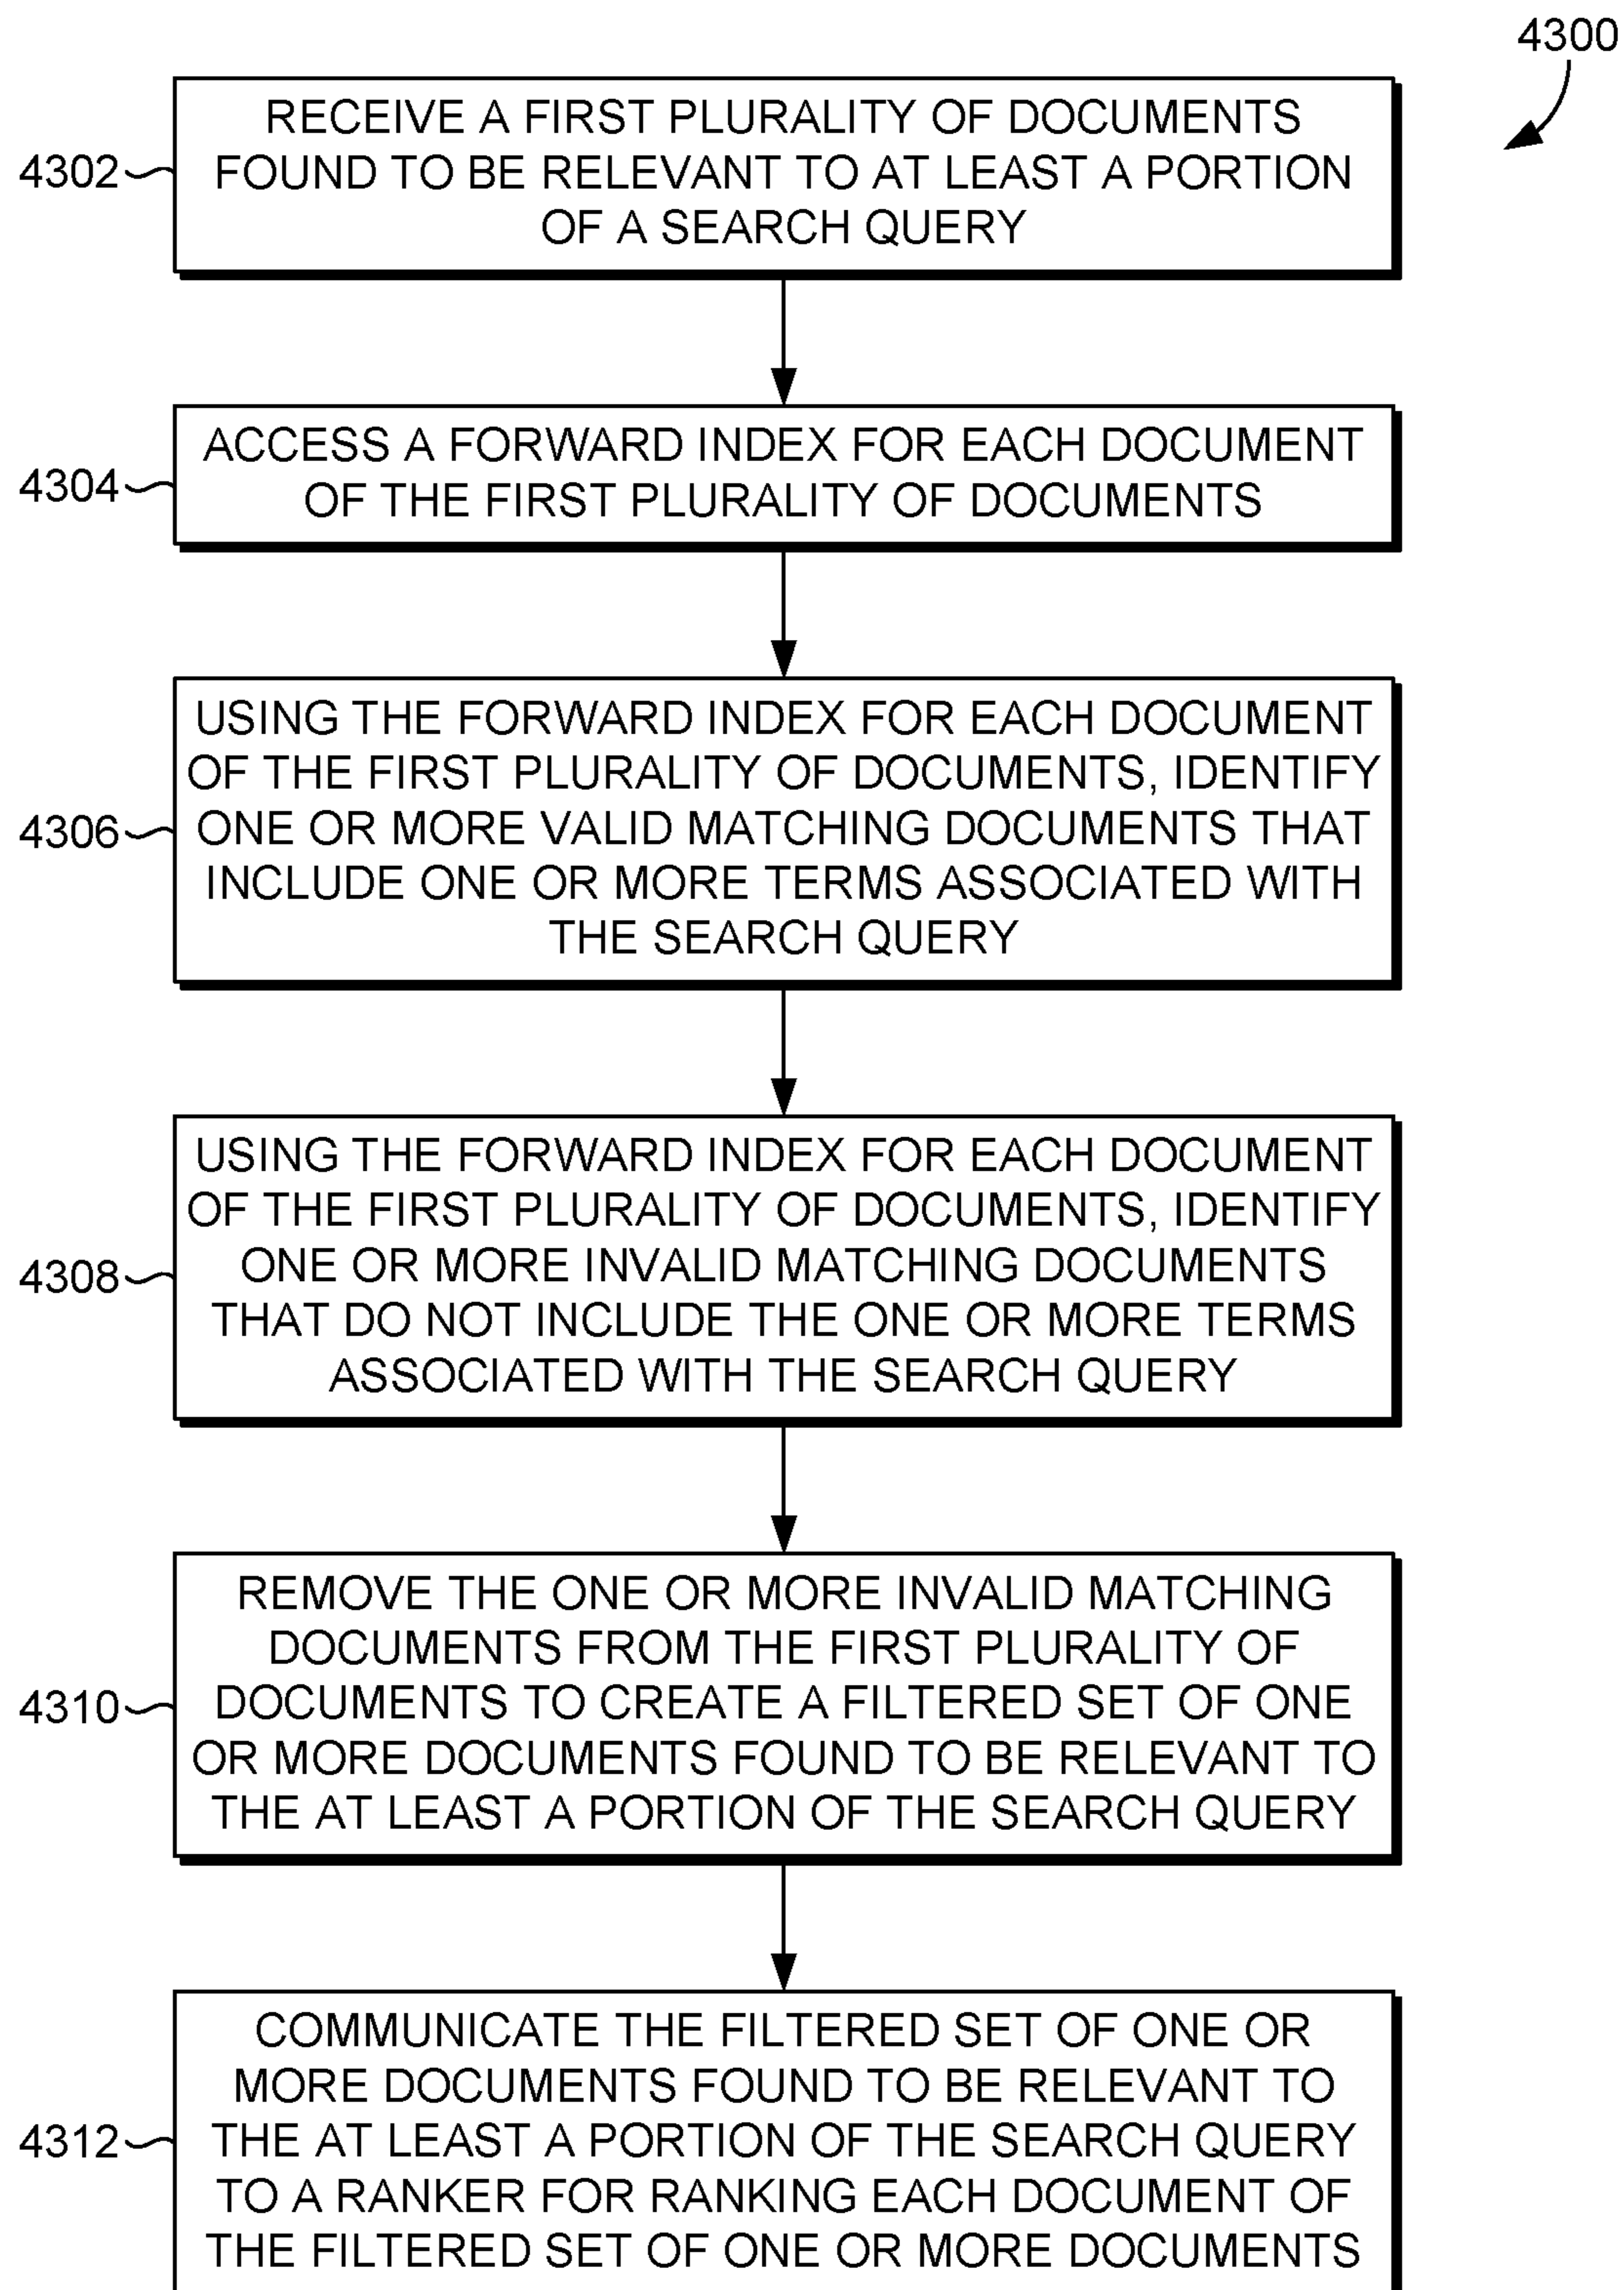 4300
RECEIVE A FIRST PLURALITY OF DOCUMENTS
4302
FOUND TO BE RELEVANT TO AT LEAST A PORTION
OF A SEARCH QUERY
ACCESS A FORWARD INDEX FOR EACH DOCUMENT
4304
OF THE FIRST PLURALITY OF DOCUMENTS
USING THE FORWARD INDEX FOR EACH DOCUMENT
OF THE FIRST PLURALITY OF DOCUMENTS, IDENTIFY
4306
ONE OR MORE VALID MATCHING DOCUMENTS THAT
INCLUDE ONE OR MORE TERMS ASSOCIATED WITH
THE SEARCH QUERY
USING THE FORWARD INDEX FOR EACH DOCUMENT
OF THE FIRST PLURALITY OF DOCUMENTS, IDENTIFY
4308
ONE OR MORE INVALID MATCHING DOCUMENTS
THAT DO NOT INCLUDE THE ONE OR MORE TERMS
ASSOCIATED WITH THE SEARCH QUERY
REMOVE THE ONE OR MORE INVALID MATCHING
DOCUMENTS FROM THE FIRST PLURALITY OF
4310
DOCUMENTS TO CREATE A FILTERED SET OF ONE
OR MORE DOCUMENTS FOUND TO BE RELEVANT TO
THE AT LEAST A PORTION OF THE SEARCH QUERY
COMMUNICATE THE FILTERED SET OF ONE OR
MORE DOCUMENTS FOUND TO BE RELEVANT TO
4312
THE AT LEAST A PORTION OF THE SEARCH QUERY
TO A RANKER FOR RANKING EACH DOCUMENT OF
THE FILTERED SET OF ONE OR MORE DOCUMENTS